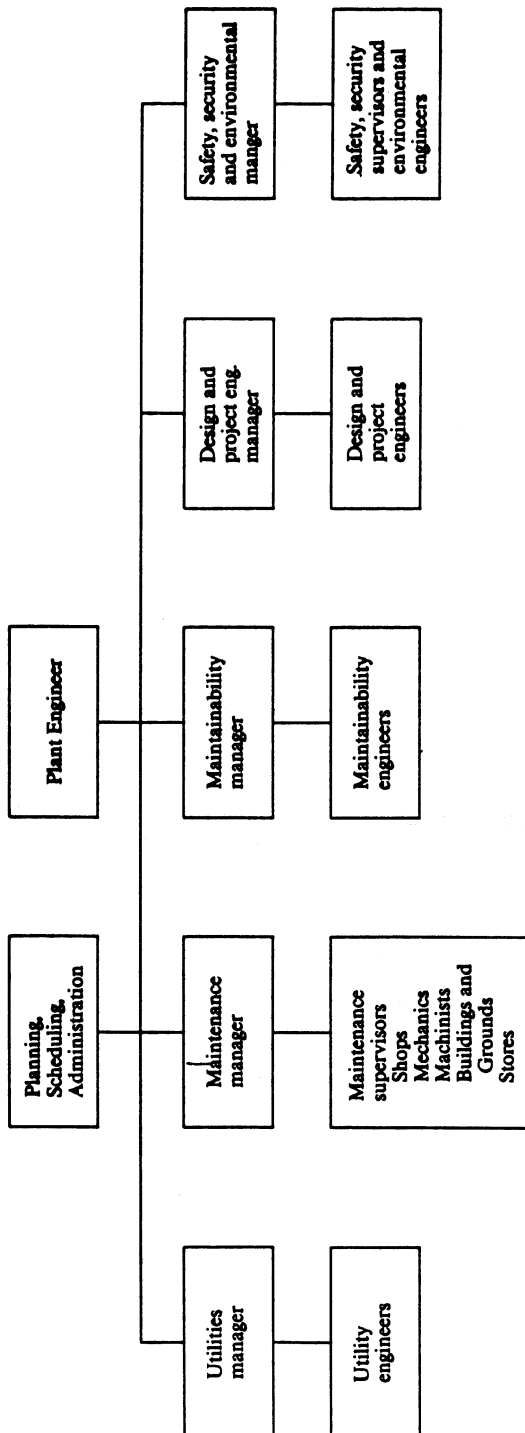 Planning,
Scheduling,
Administration
Plant Engineer
Utilities
manager
Maintenance
manager
Maintainability
manager
Design and
project eng.
manager
Safety, security
and environmental
manger
Utility
engineers
Maintenance
supervisors
Shops
Mechanics
Machinists
Buildings and
Grounds
Stores
Maintainability
engineers
Design and
project
engineers
Safety, security
supervisors and
environmental
engineers